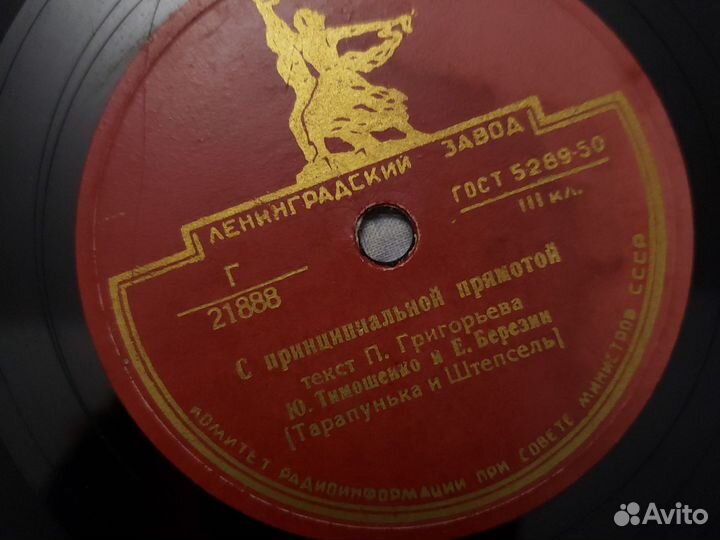 ЛЕНИНГРАДСКИЙ ЗАВОД
ГОСТ 5289-50
III кл.
Г
21888
С принципиальной прямотой
текст П. Григорьева
Ю. Тимошенко и Е. Березин
[Тарапунька и Штепсель]
КОМИТЕТ РАДИОИНФОРМАЦИИ ПРИ СОВЕТЕ МИНИСТРОВ СССР
Avito